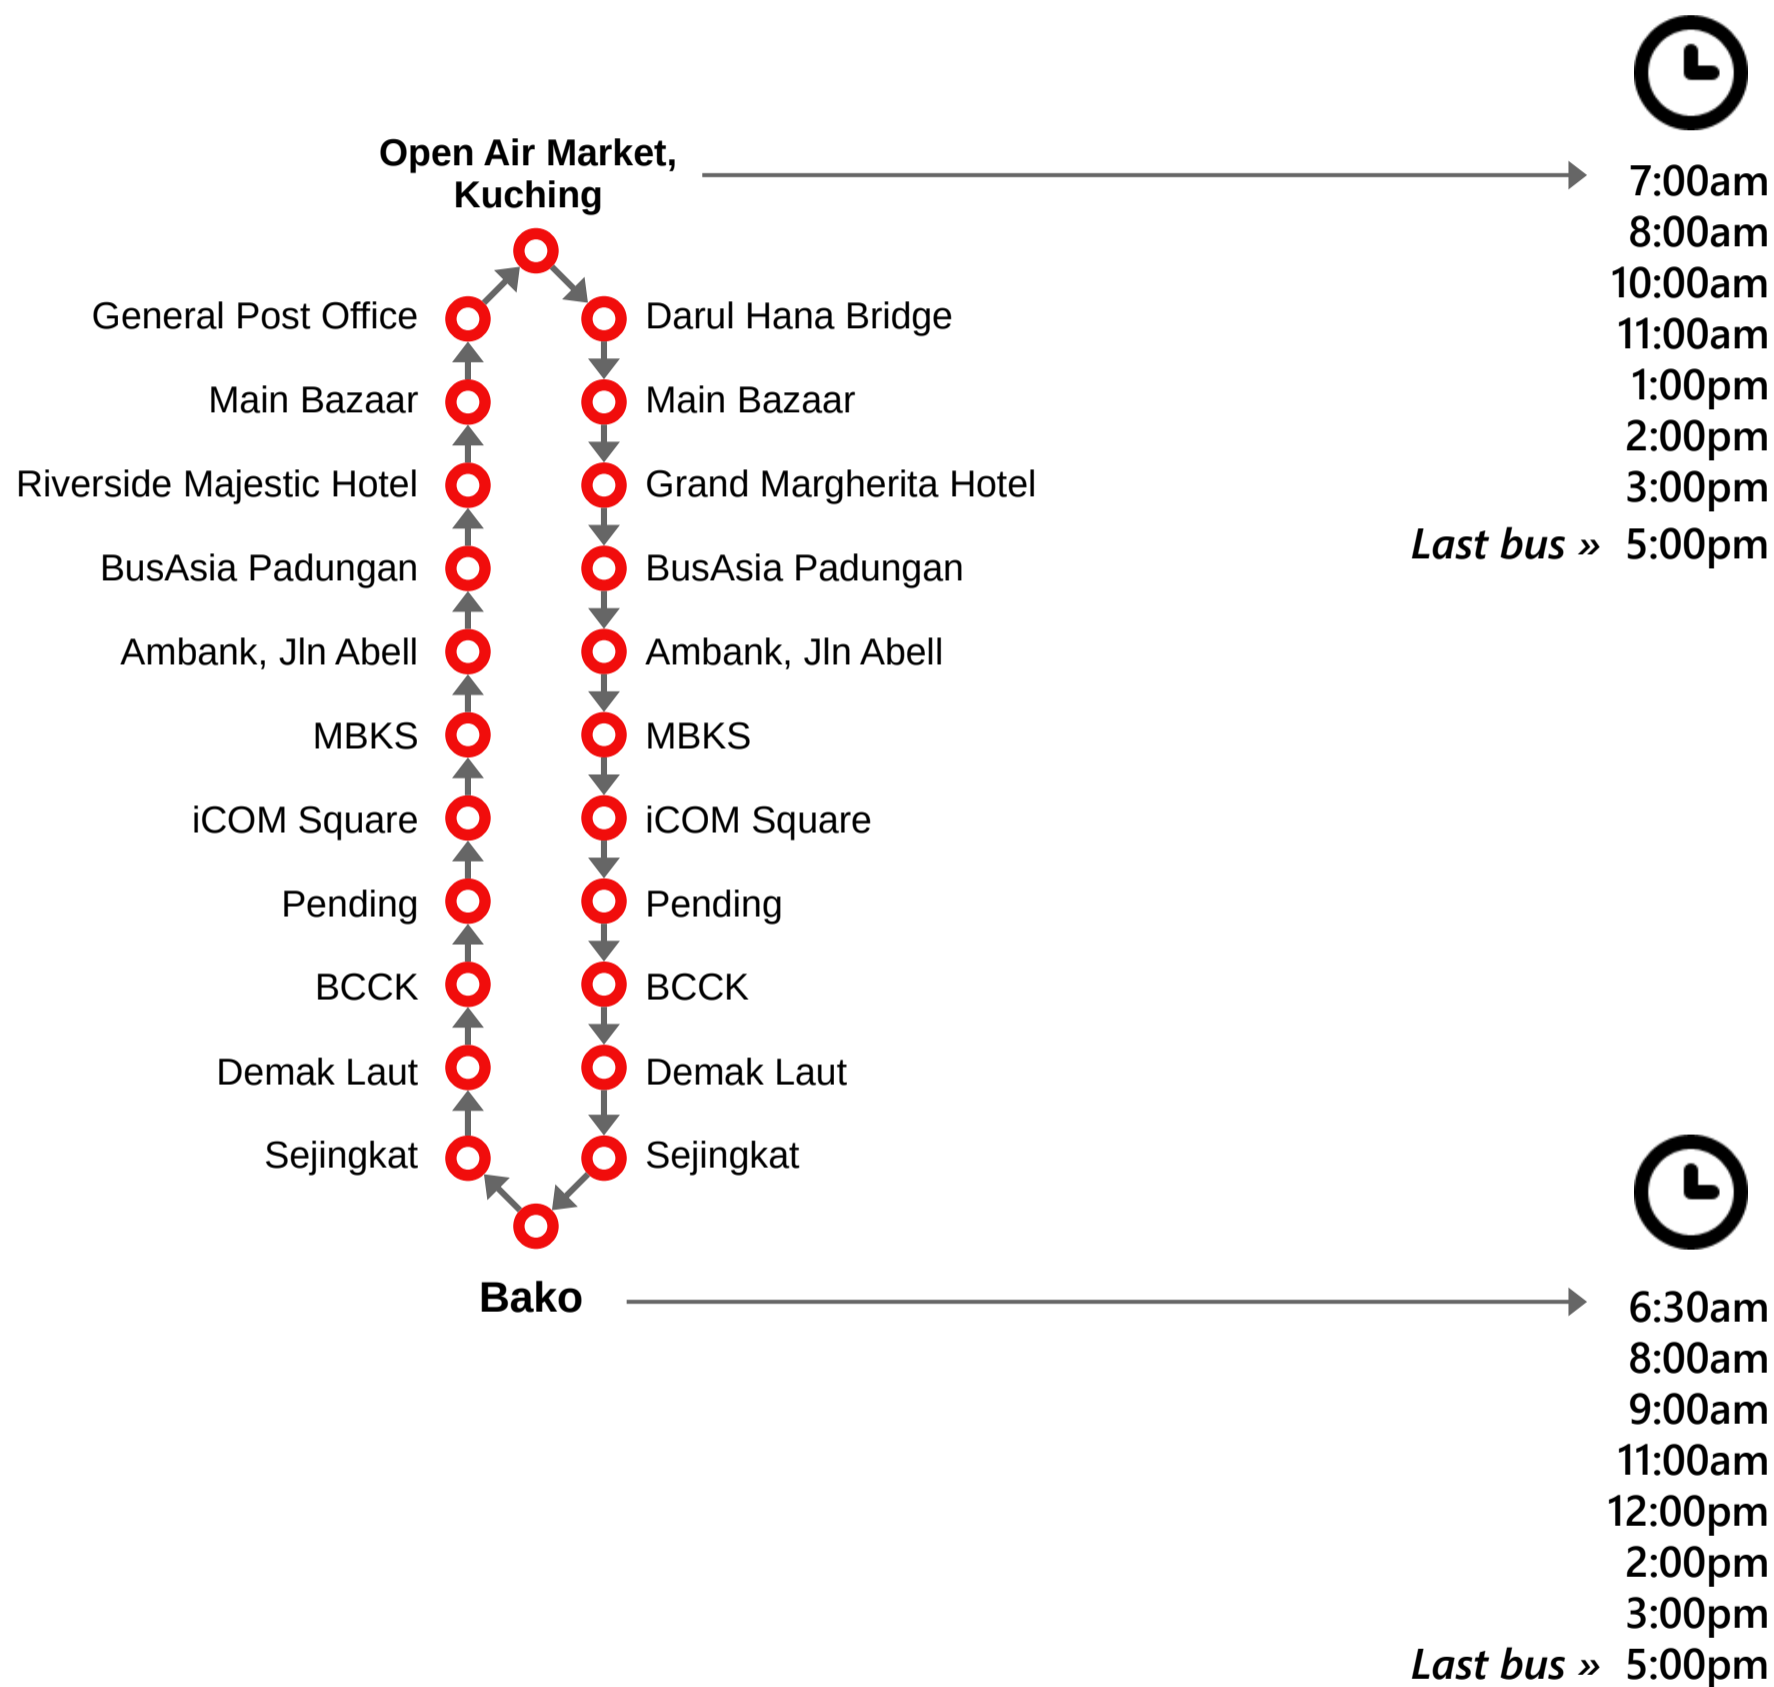 Open Air Market,
Kuching
7:00am
8:00am
10:00am
11:00am
1:00pm
2:00pm
3:00pm
Last bus » 5:00pm
General Post Office
Main Bazaar
Riverside Majestic Hotel
BusAsia Padungan
Ambank, Jln Abell
MBKS
iCOM Square
Pending
BCCK
Demak Laut
Sejingkat
Darul Hana Bridge
Main Bazaar
Grand Margherita Hotel
BusAsia Padungan
Ambank, Jln Abell
MBKS
iCOM Square
Pending
BCCK
Demak Laut
Sejingkat
Bako
6:30am
8:00am
9:00am
11:00am
12:00pm
2:00pm
3:00pm
Last bus » 5:00pm